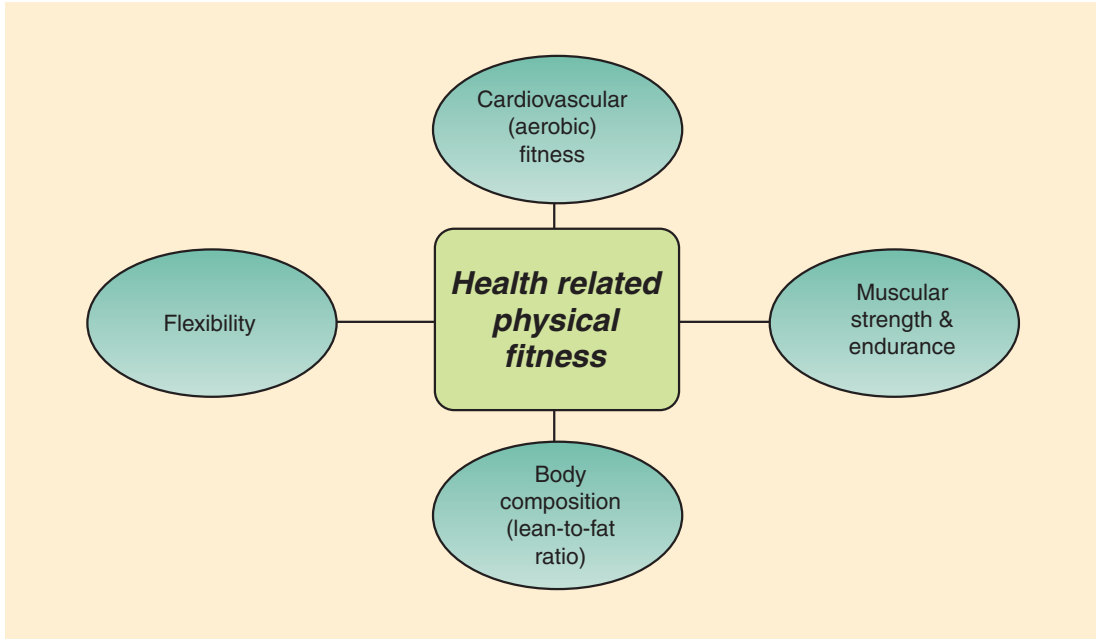 Cardiovascular
(aerobic)
fitness
Health related
physical
fitness
Flexibility
Muscular
strength &
endurance
Body
composition
(lean-to-fat
ratio)